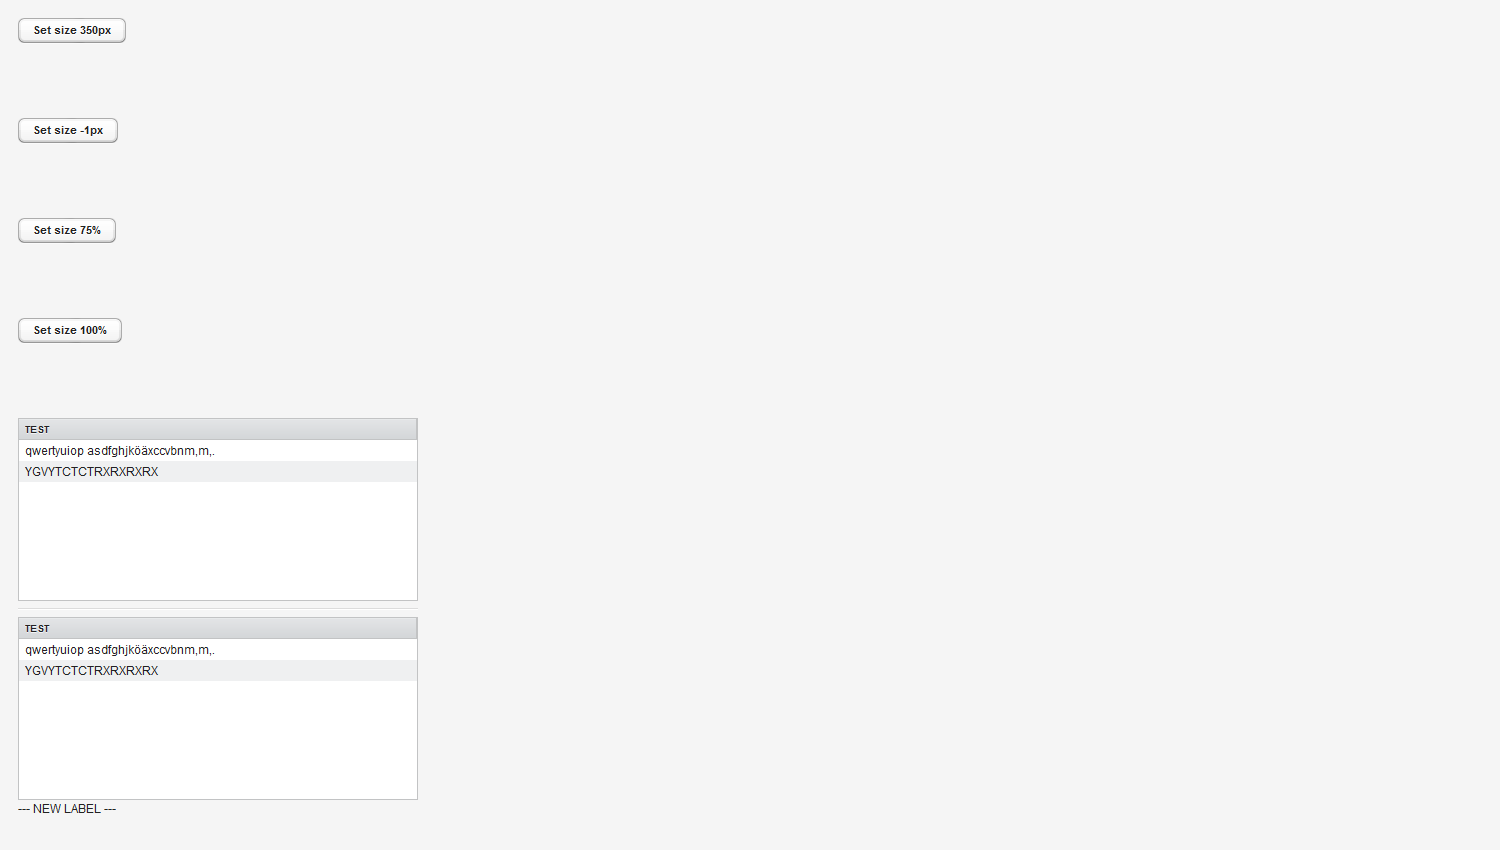 Set size 350px
Set size -1px
Set size 75%
Set size 100%
TEST
qwertyuiop asdfghjköäxccvbnm,m,.
YGVYTCTCTRXRXRXRX
TEST
qwertyuiop asdfghjköäxccvbnm,m,.
YGVYTCTCTRXRXRXRX
--- NEW LABEL ---